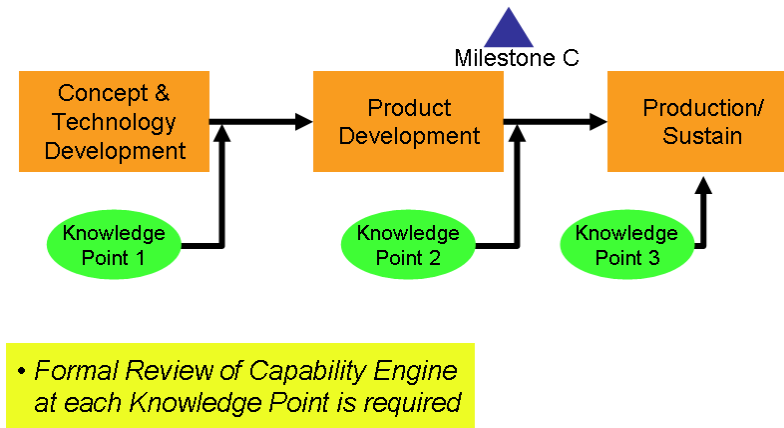 Milestone C
Concept &
Technology
Development
Product
Development
Production/
Sustain
Knowledge
Point 1
Knowledge
Point 2
Knowledge
Point 3
• Formal Review of Capability Engine
at each Knowledge Point is required